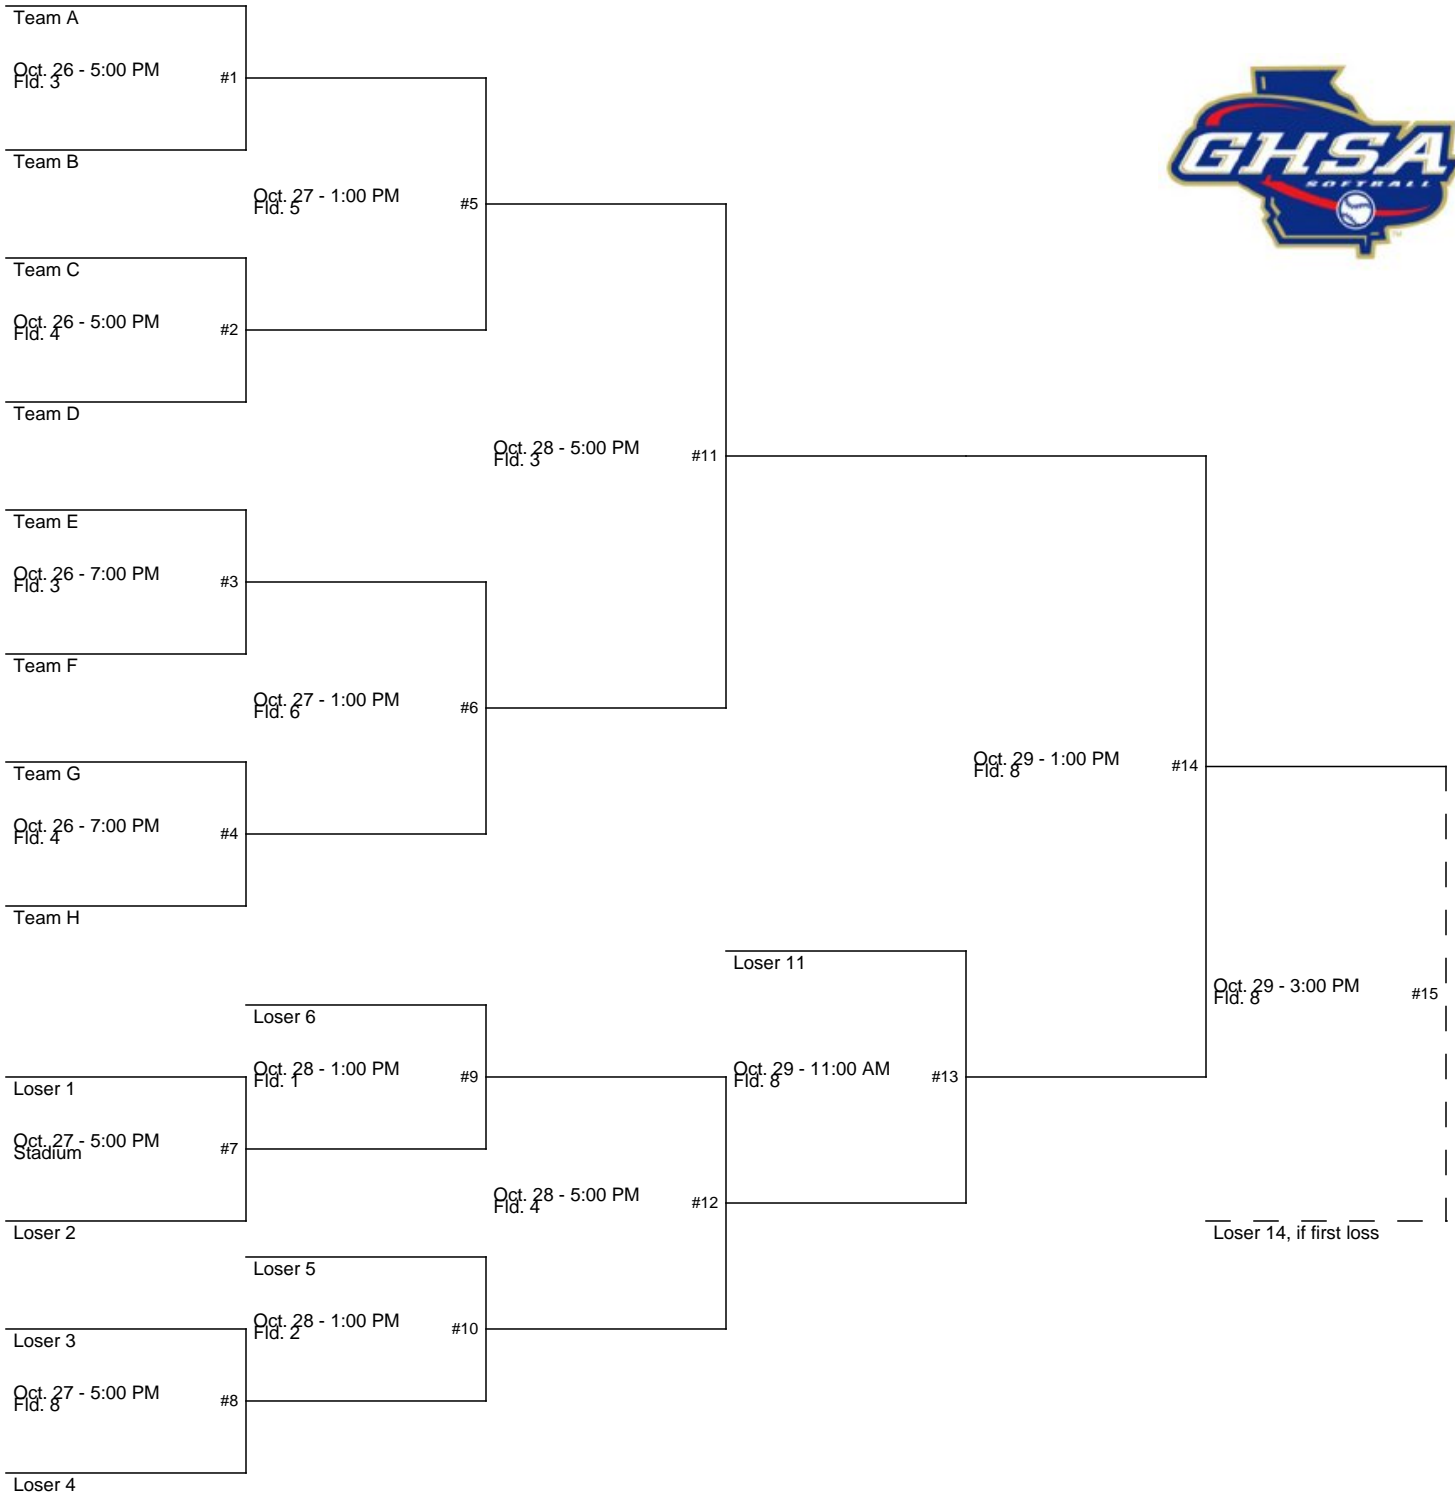 Team A
Oct. 26 - 5:00 PM
Fld. 3
#1
Team B
Oct. 27 - 1:00 PM
Fld. 5
#5
Team C
Oct. 26 - 5:00 PM
Fld. 4
#2
Team D
Oct. 28 - 5:00 PM
Fld. 3
#11
Team E
Oct. 26 - 7:00 PM
Fld. 3
#3
Team F
Oct. 27 - 1:00 PM
Fld. 6
#6
Team G
Oct. 26 - 7:00 PM
Fld. 4
#4
Team H
GHSA
SOFTBALL
TM
Oct. 29 - 1:00 PM
Fld. 8
#14
Loser 11
Oct. 29 - 3:00 PM
Fld. 8
#15
Loser 6
Oct. 28 - 1:00 PM
Fld. 1
#9
Oct. 29 - 11:00 AM
Fld. 8
#13
Loser 1
Oct. 27 - 5:00 PM
Stadium
#7
Loser 2
Oct. 28 - 5:00 PM
Fld. 4
#12
Loser 14, if first loss
Loser 5
Oct. 28 - 1:00 PM
Fld. 2
#10
Loser 3
Oct. 27 - 5:00 PM
Fld. 8
#8
Loser 4